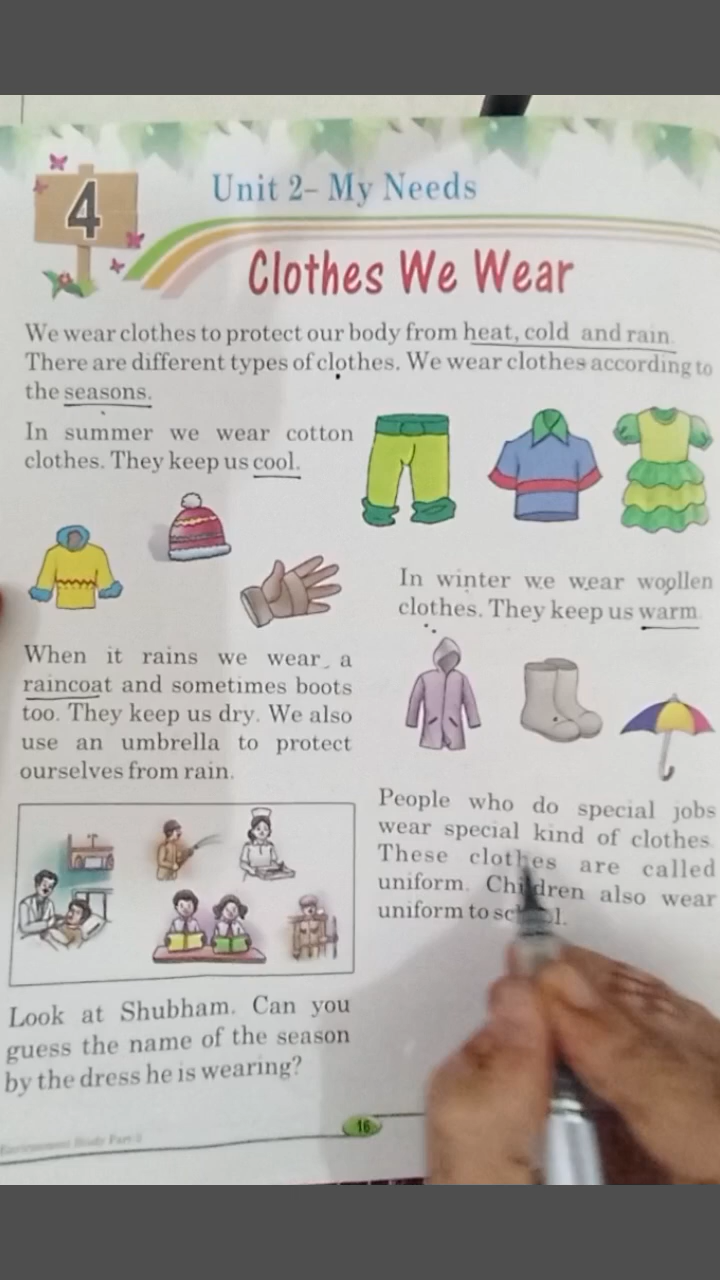 4
Unit 2- My Needs
Clothes We Wear
We wear clothes to protect our body from heat, cold and rain.
There are different types of clothes. We wear clothes according to
the seasons.
In summer we wear cotton
clothes. They keep us cool.
In winter we wear woollen
clothes. They keep us warm.
When it rains we wear a
raincoat and sometimes boots
too. They keep us dry. We also
use an umbrella to protect
ourselves from rain.
People who do special jobs
wear special kind of clothes.
These clothes are called
uniform. Children also wear
uniform to
Look at Shubham. Can you
guess the name of the season
by the dress he is wearing?
16
Environment Study Part-2